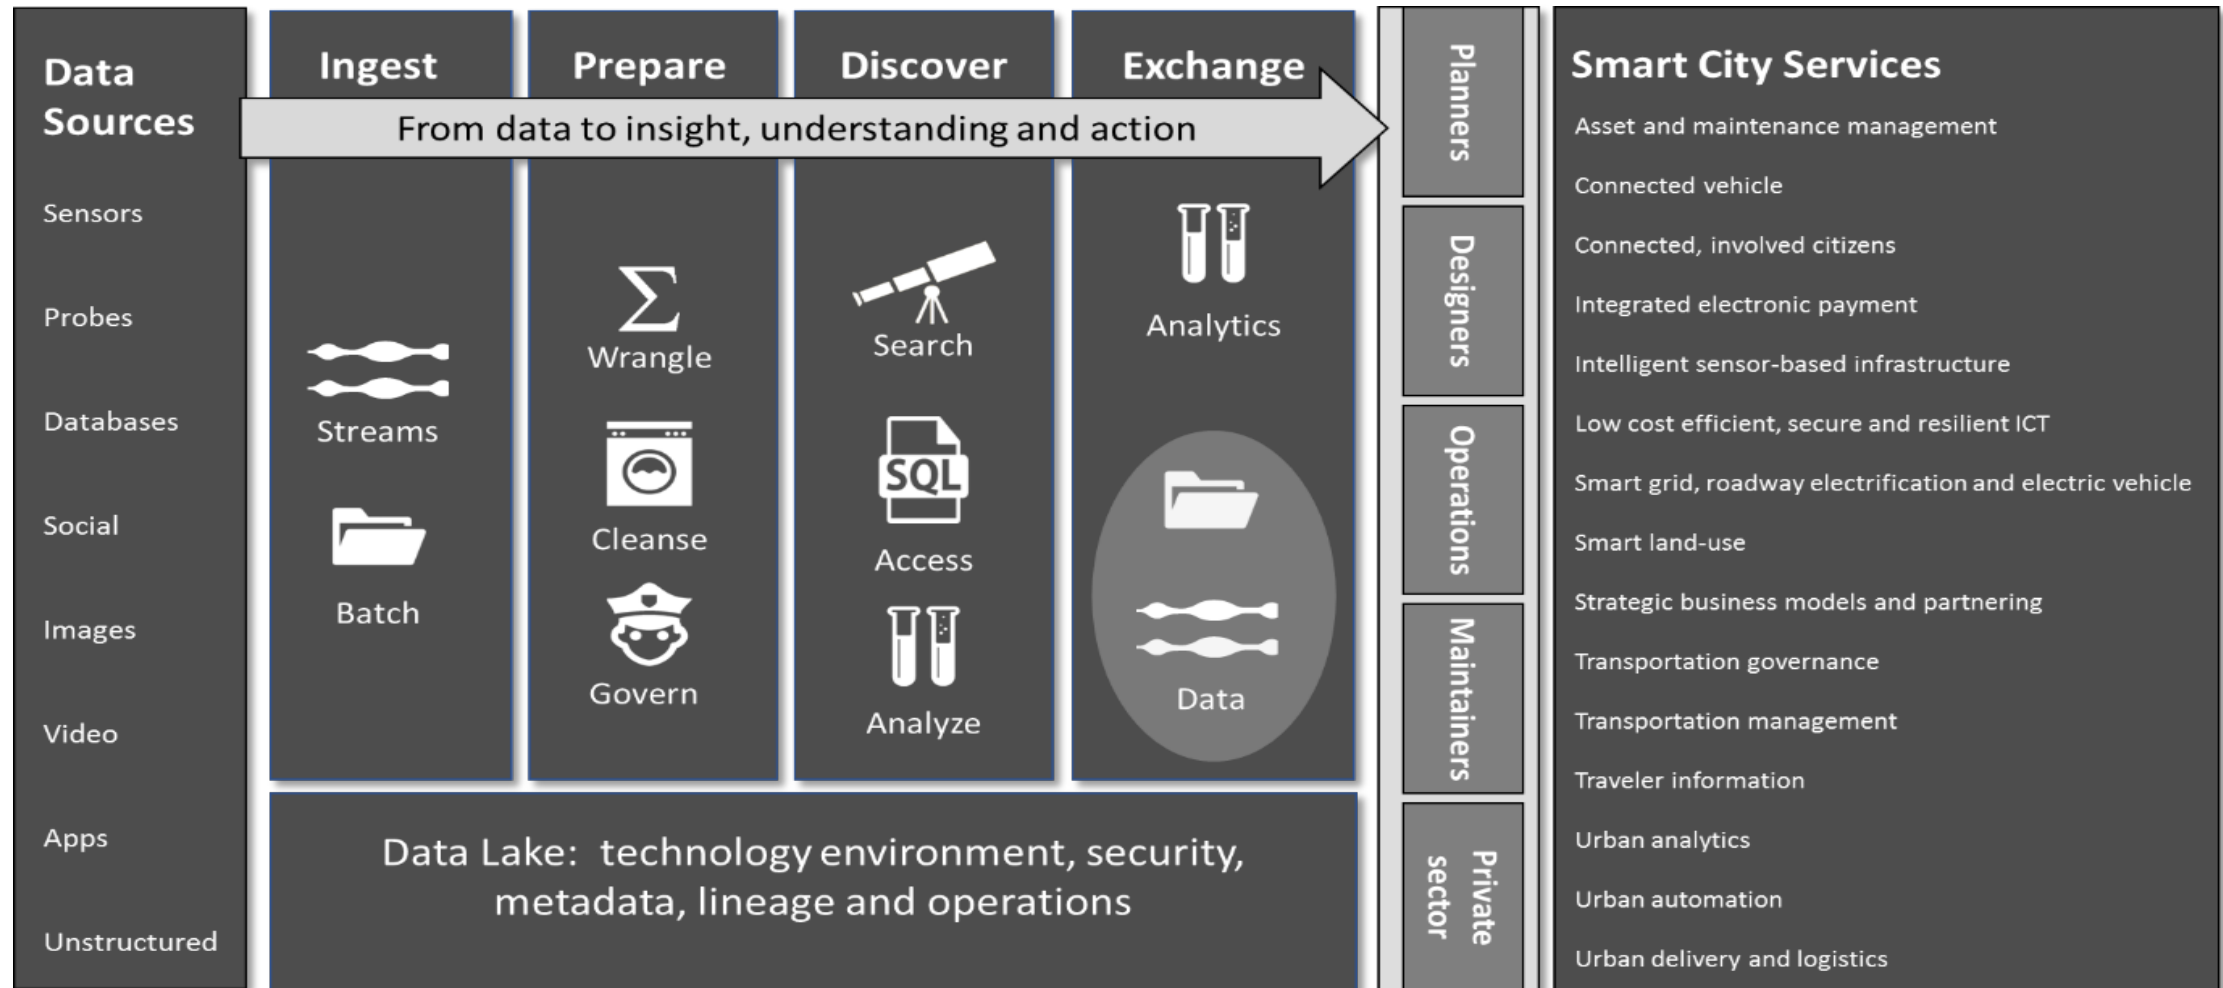 Data
Sources
Sensors
Probes
Databases
Social
Images
Video
Apps
Unstructured
From data to insight, understanding and action
Ingest
Streams
Batch
Prepare
Σ
Wrangle
Cleanse
Govern
Discover
Search
SQL
Access
Analyze
Exchange
Analytics
Data
Data Lake: technology environment, security,
metadata, lineage and operations
Planners
Designers
Operations
Maintainers
Private
sector
Smart City Services
Asset and maintenance management
Connected vehicle
Connected, involved citizens
Integrated electronic payment
Intelligent sensor-based infrastructure
Low cost efficient, secure and resilient ICT
Smart grid, roadway electrification and electric vehicle
Smart land-use
Strategic business models and partnering
Transportation governance
Transportation management
Traveler information
Urban analytics
Urban automation
Urban delivery and logistics